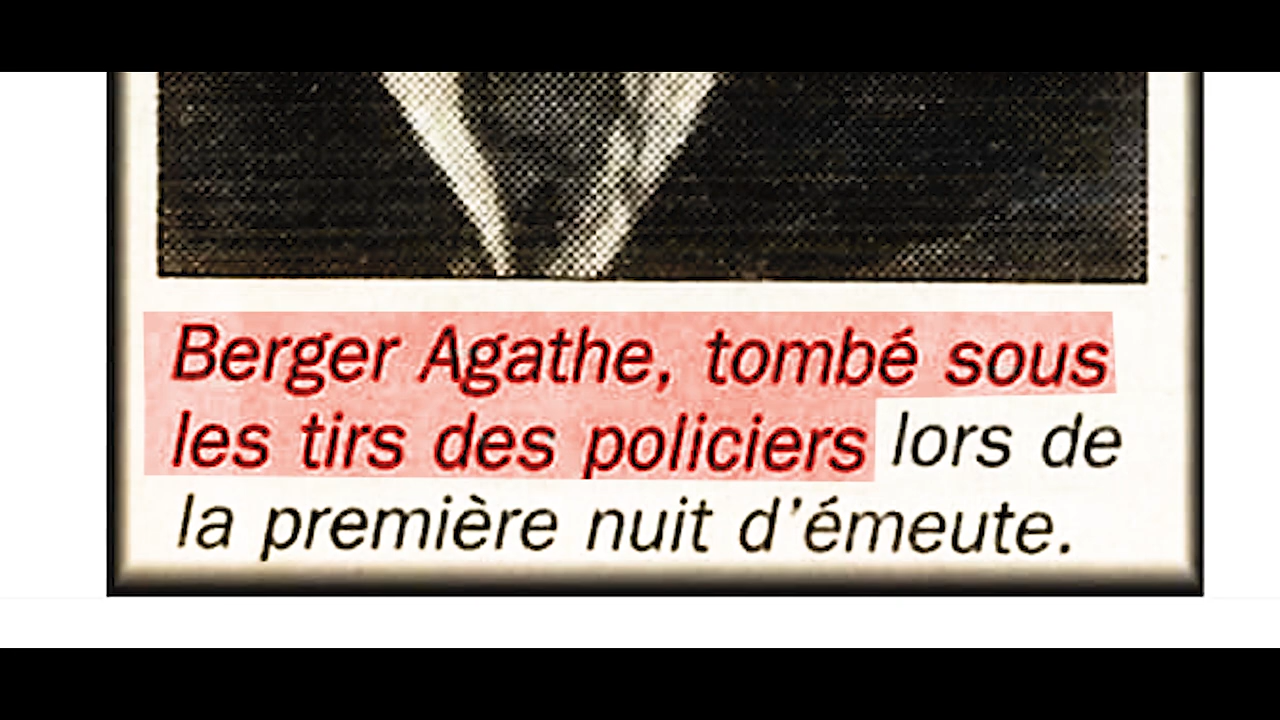 Berger Agathe, tombé sous
les tirs des policiers lors de
la première nuit d'émeute.